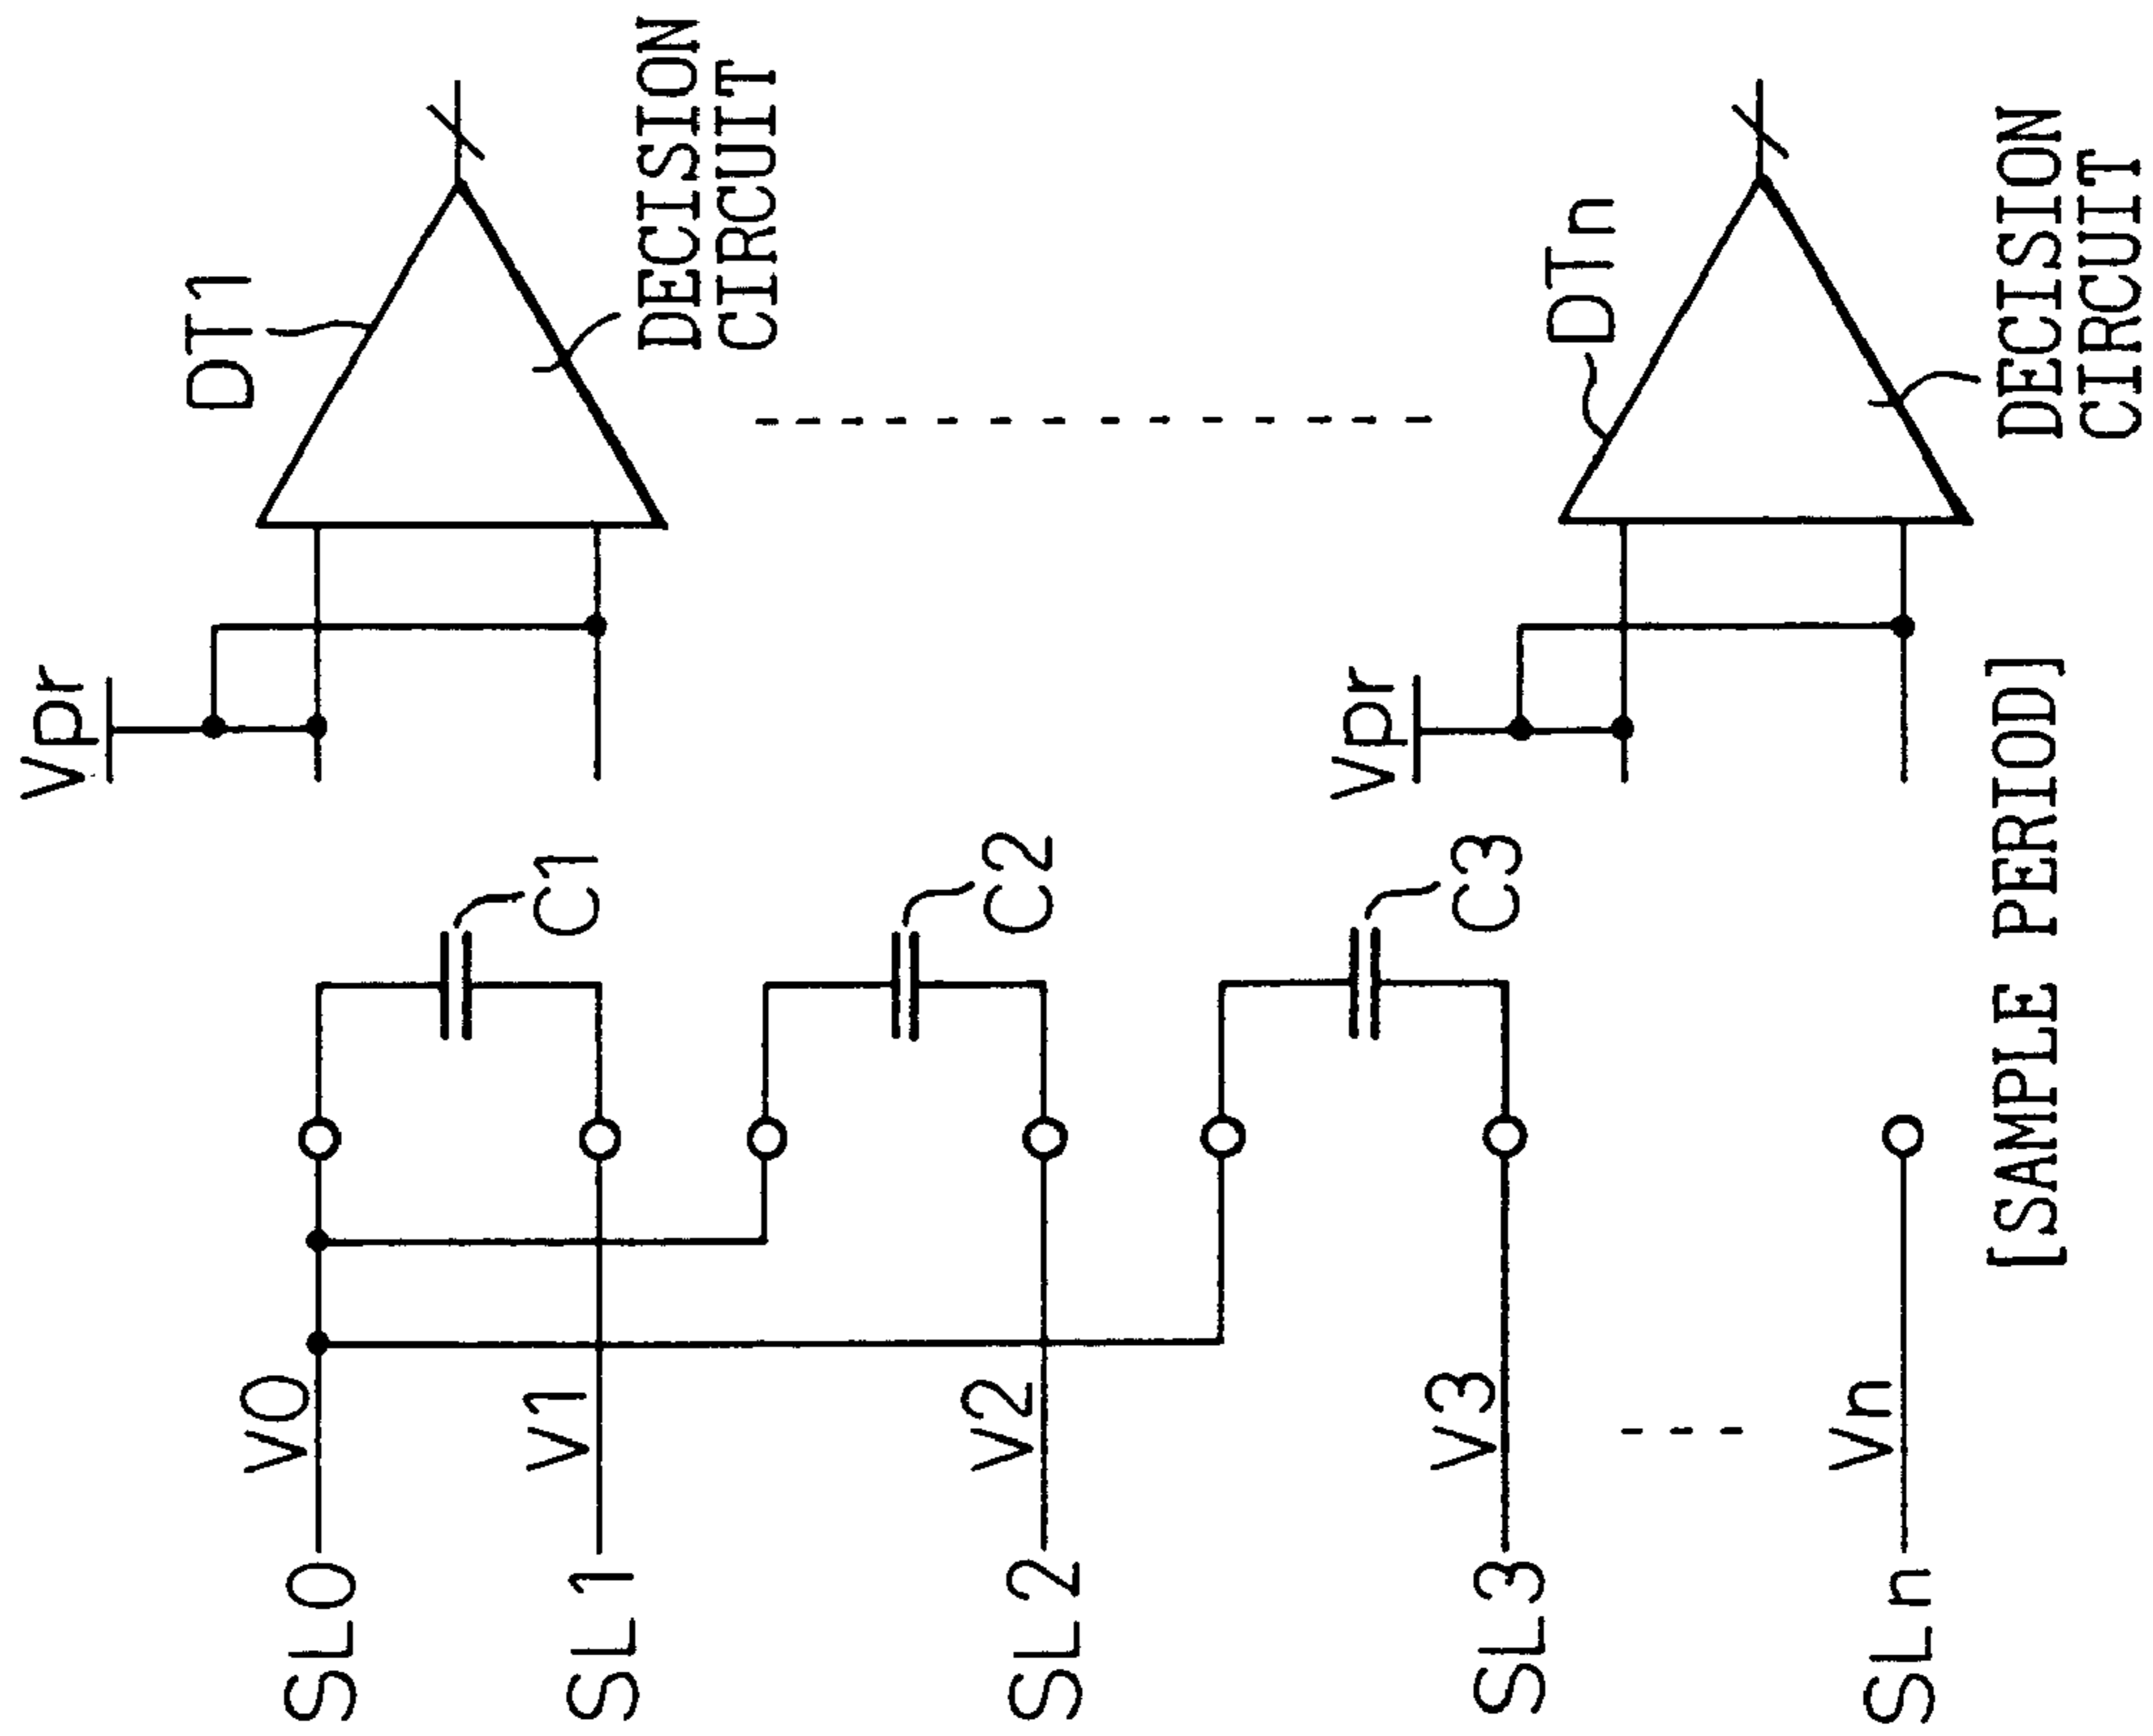 SL0
V0
SL1
V1
SL2
V2
SL3
V3
SLn
Vn
C1
C2
C3
Vpr
DT1
DECISION
CIRCUIT
Vpr
DTn
DECISION
CIRCUIT
[SAMPLE PERIOD]